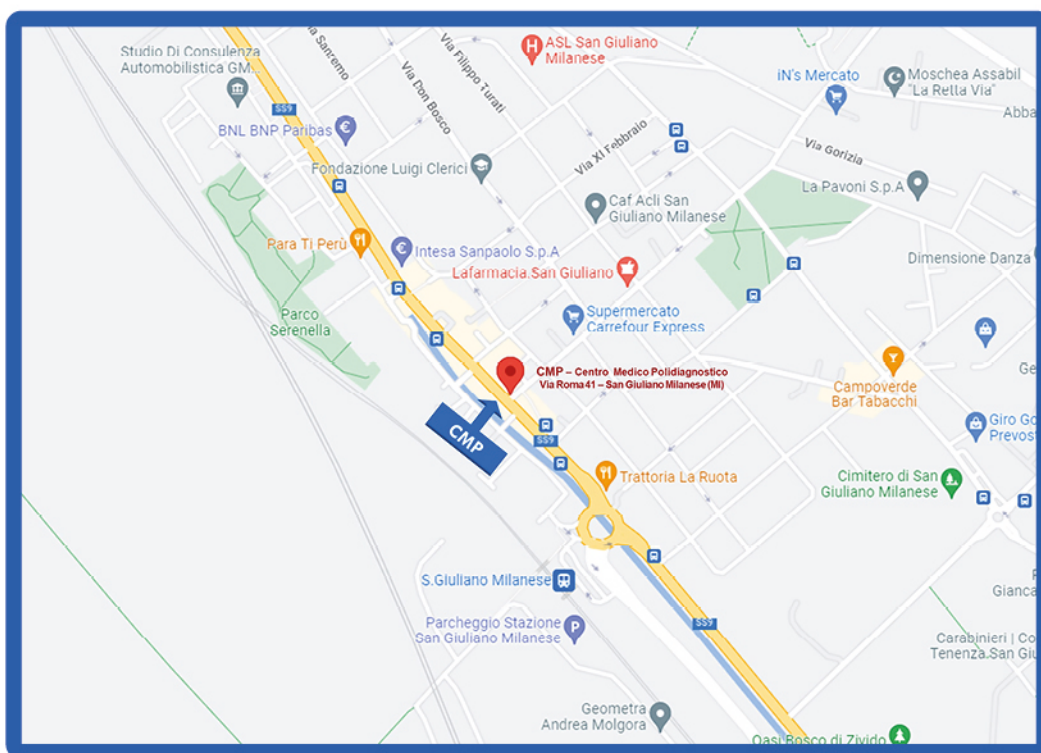 Studio Di Consulenza
Automobilistica GM...
Via Sanremo
Via Filippo Turati
Via Don Bosco
ASL San Giuliano
Milanese
iN's Mercato
Moschea Assabil
"La Retta Via"
Abba
SS9
BNL BNP Paribas
Fondazione Luigi Clerici
Via XI Febbraio
Via Gorizia
La Pavoni S.p.A
Caf Acli San
Giuliano Milanese
Para Ti Perù
Intesa Sanpaolo S.p.A
Lafarmacia.San Giuliano
Dimensione Danza
Parco
Serenella
Supermercato
Carrefour Express
CMP – Centro Medico Polidiagnostico
Via Roma 41 – San Giuliano Milanese (MI)
Ge
Campoverde
Bar Tabacchi
CMP
SS9
Giro Go
Prevost
Trattoria La Ruota
Cimitero di San
Giuliano Milanese
S.Giuliano Milanese
Gianca
Parcheggio Stazione
San Giuliano Milanese
P
SS9
Carabinieri | Co
Tenenza San Giu
Geometra
Andrea Molgora
Oasi Bosco di Zivido